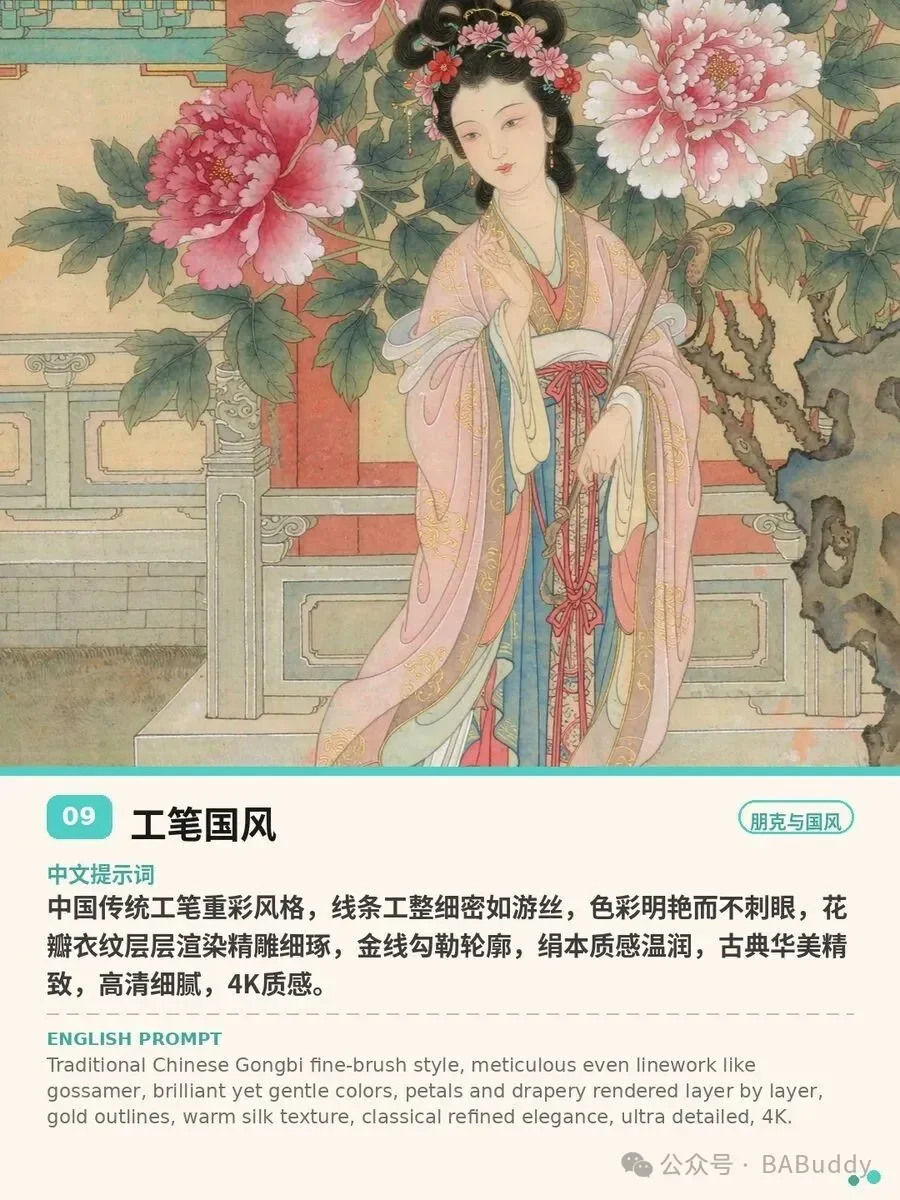 09
工笔国风
朋克与国风
中文提示词
中国传统工笔重彩风格，线条工整细密如游丝，色彩明艳而不刺眼，花
瓣衣纹层层渲染精雕细琢，金线勾勒轮廓，绢本质感温润，古典华美精
致，高清细腻，4K质感。
ENGLISH PROMPT
Traditional Chinese Gongbi fine-brush style, meticulous even linework like
gossamer, brilliant yet gentle colors, petals and drapery rendered layer by layer,
gold outlines, warm silk texture, classical refined elegance, ultra detailed, 4K.
公众号 · BABuddy